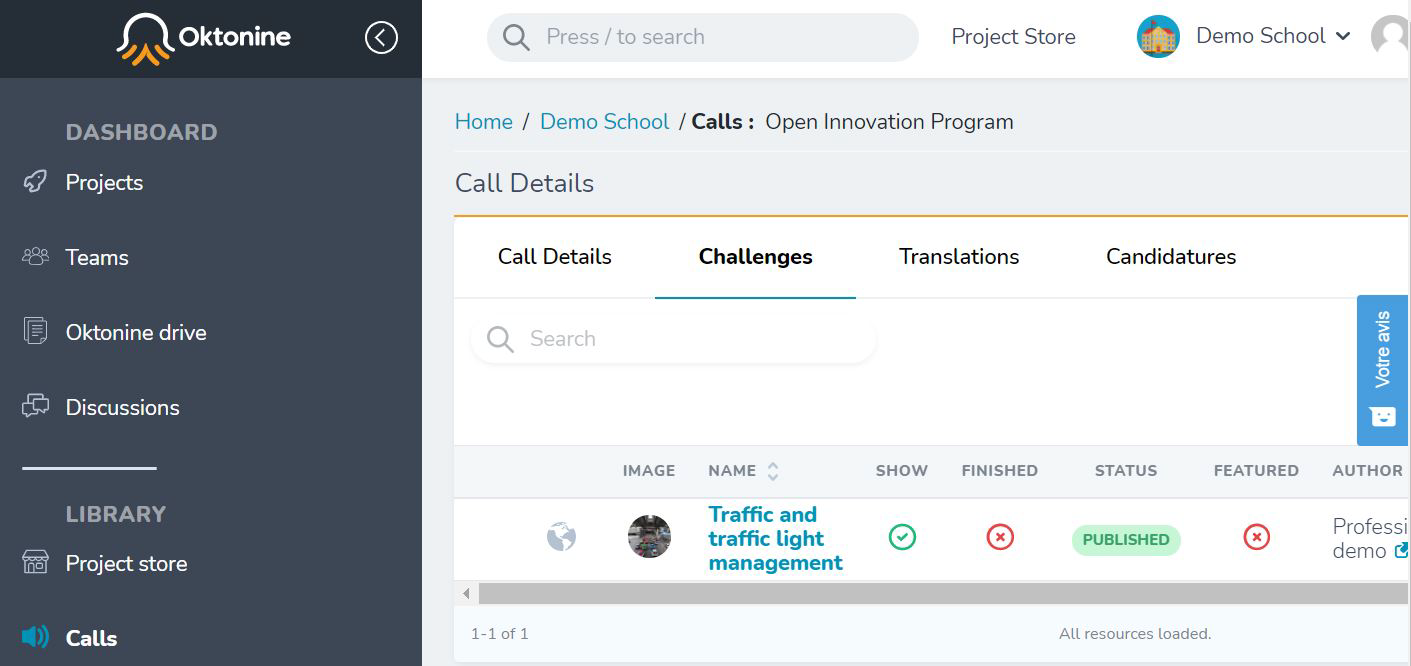 Oktonine
Press / to search
Project Store
Demo School
DASHBOARD
Projects
Teams
Oktonine drive
Discussions
LIBRARY
Project store
Calls
Home / Demo School / Calls : Open Innovation Program
Call Details
Call Details
Challenges
Translations
Candidatures
Search
Votre avis
IMAGE
NAME
SHOW
FINISHED
STATUS
FEATURED
AUTHOR
Traffic and
traffic light
management
PUBLISHED
Professi
demo
1-1 of 1
All resources loaded.